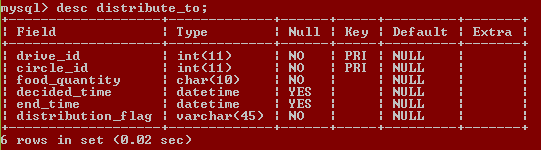 mysql> desc distribute_to;
+-------------------+-------------+------+-----+---------+-------+
| Field             | Type        | Null | Key | Default | Extra |
+-------------------+-------------+------+-----+---------+-------+
| drive_id          | int(11)     | NO   | PRI | NULL    |       |
| circle_id         | int(11)     | NO   | PRI | NULL    |       |
| food_quantity     | char(10)    | NO   |     | NULL    |       |
| decided_time      | datetime    | YES  |     | NULL    |       |
| end_time          | datetime    | YES  |     | NULL    |       |
| distribution_flag | varchar(45) | NO   |     | NULL    |       |
+-------------------+-------------+------+-----+---------+-------+
6 rows in set (0.02 sec)